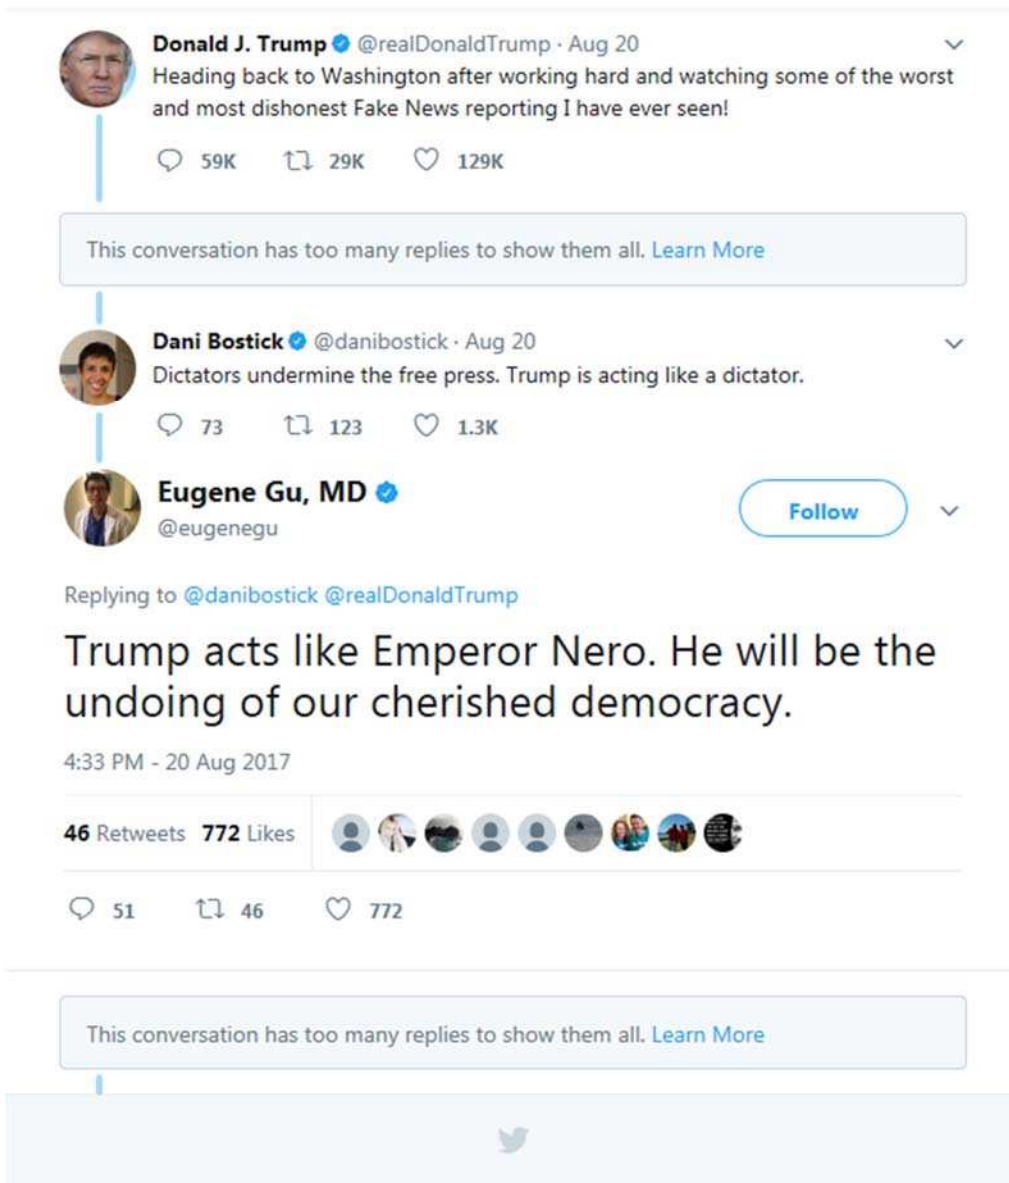 Donald J. Trump @realDonaldTrump · Aug 20
Heading back to Washington after working hard and watching some of the worst
and most dishonest Fake News reporting I have ever seen!
59K 29K 129K
This conversation has too many replies to show them all. Learn More
Dani Bostick @danibostick · Aug 20
Dictators undermine the free press. Trump is acting like a dictator.
73 123 1.3K
Eugene Gu, MD
@eugenegu
Follow
Replying to @danibostick @realDonaldTrump
Trump acts like Emperor Nero. He will be the
undoing of our cherished democracy.
4:33 PM - 20 Aug 2017
46 Retweets 772 Likes
51 46 772
This conversation has too many replies to show them all. Learn More